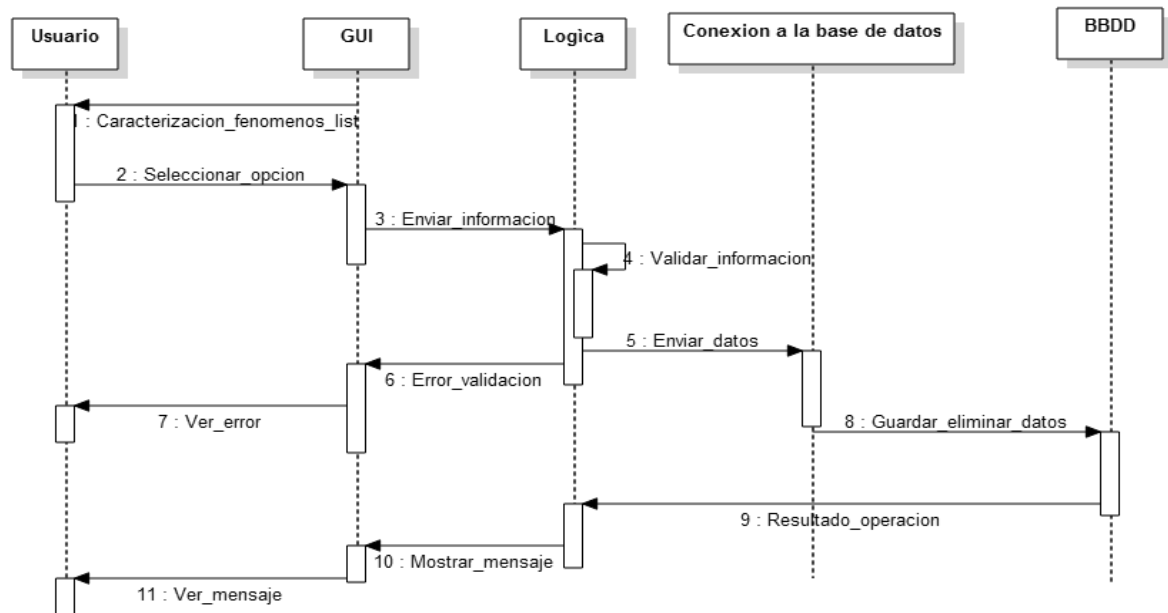 Usuario
GUI
Logica
Conexion a la base de datos
BBDD
1 : Caracterizacion_fenomenos_list
2 : Seleccionar_opcion
3 : Enviar_informacion
4 : Validar_informacion
5 : Enviar_datos
6 : Error_validacion
7 : Ver_error
8 : Guardar_eliminar_datos
9 : Resultado_operacion
10 : Mostrar_mensaje
11 : Ver_mensaje